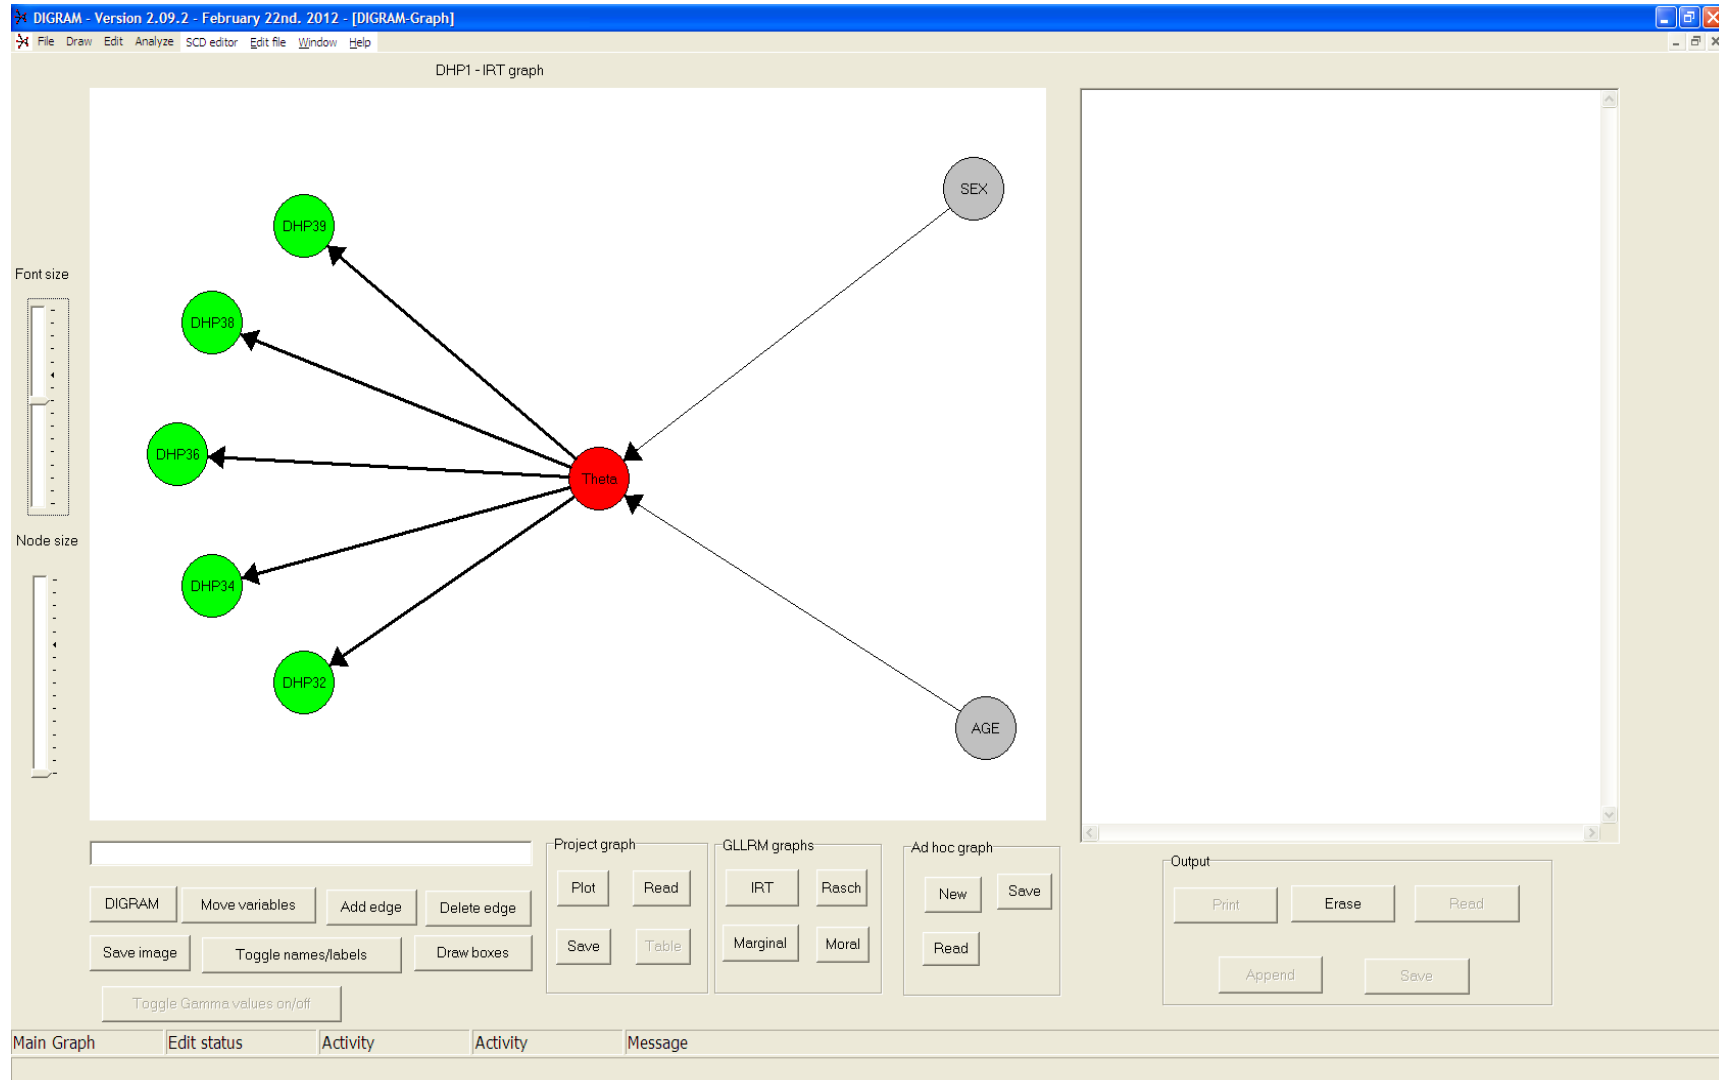 DIGRAM - Version 2.09.2 - February 22nd. 2012 - [DIGRAM-Graph]
File Draw Edit Analyze SCD editor Edit file Window Help
DHP1 - IRT graph
SEX
DHP39
Font size
DHP38
DHP36
Theta
Node size
DHP34
DHP32
AGE
Project graph
GLLRM graphs
Ad hoc graph
Output
Plot Read
IRT Rasch
New Save
Print Erase Read
DIGRAM Move variables Add edge Delete edge
Save image Toggle names/labels Draw boxes
Save Table
Marginal Moral
Read
Append Save
Toggle Gamma values on/off
Main Graph Edit status Activity Activity Message